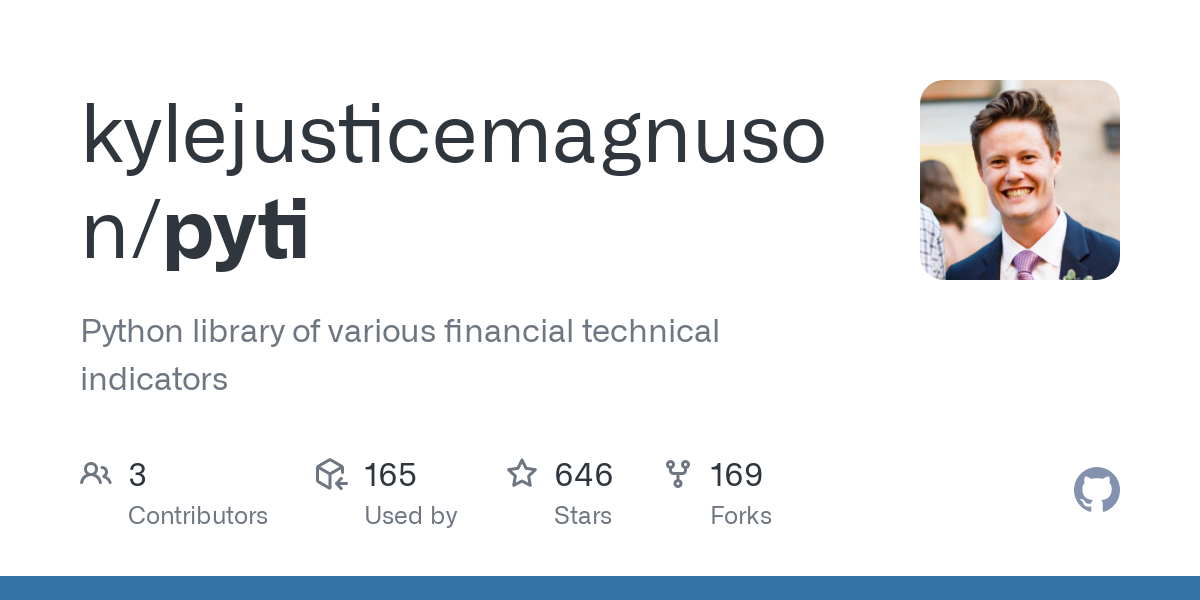 kylejusticemagnuso
n/pyti
Python library of various financial technical
indicators
3 165 646 169
Contributors Used by Stars Forks